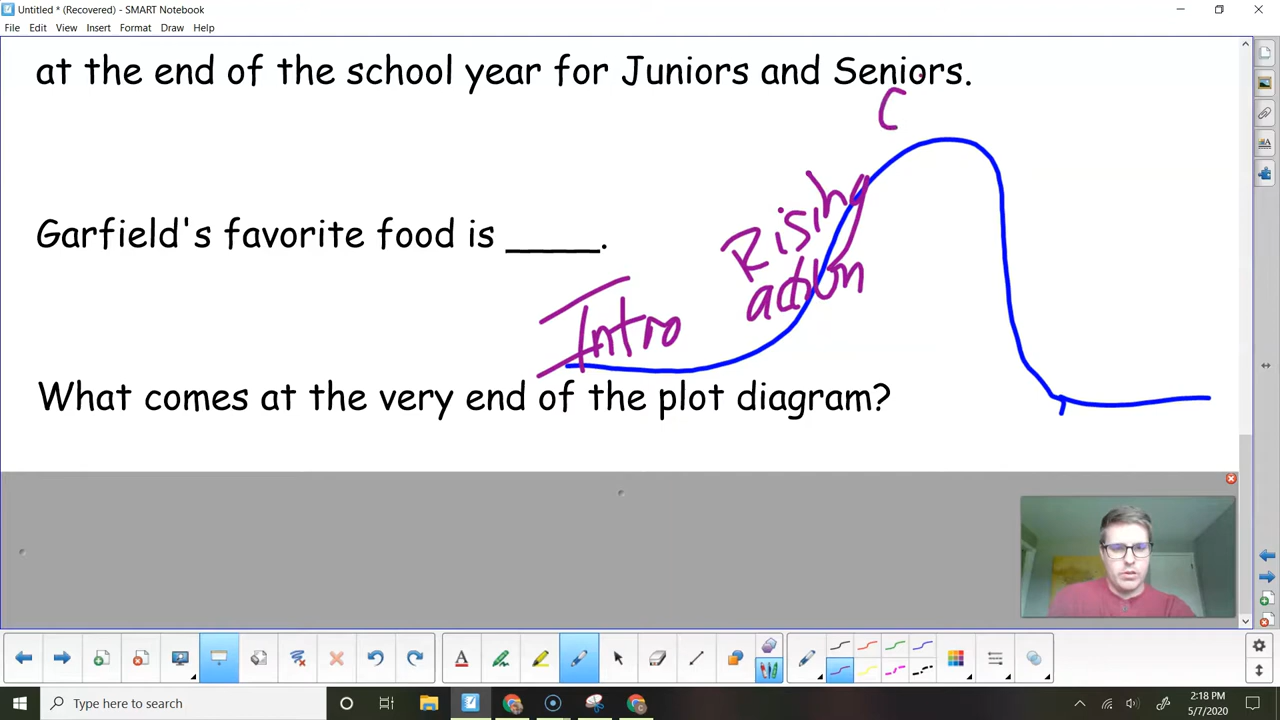 Untitled * (Recovered) - SMART Notebook
File Edit View Insert Format Draw Help
at the end of the school year for Juniors and Seniors.
C
Rising
action
Garfield's favorite food is ____.
Intro
What comes at the very end of the plot diagram?
Type here to search
2:18 PM
5/7/2020